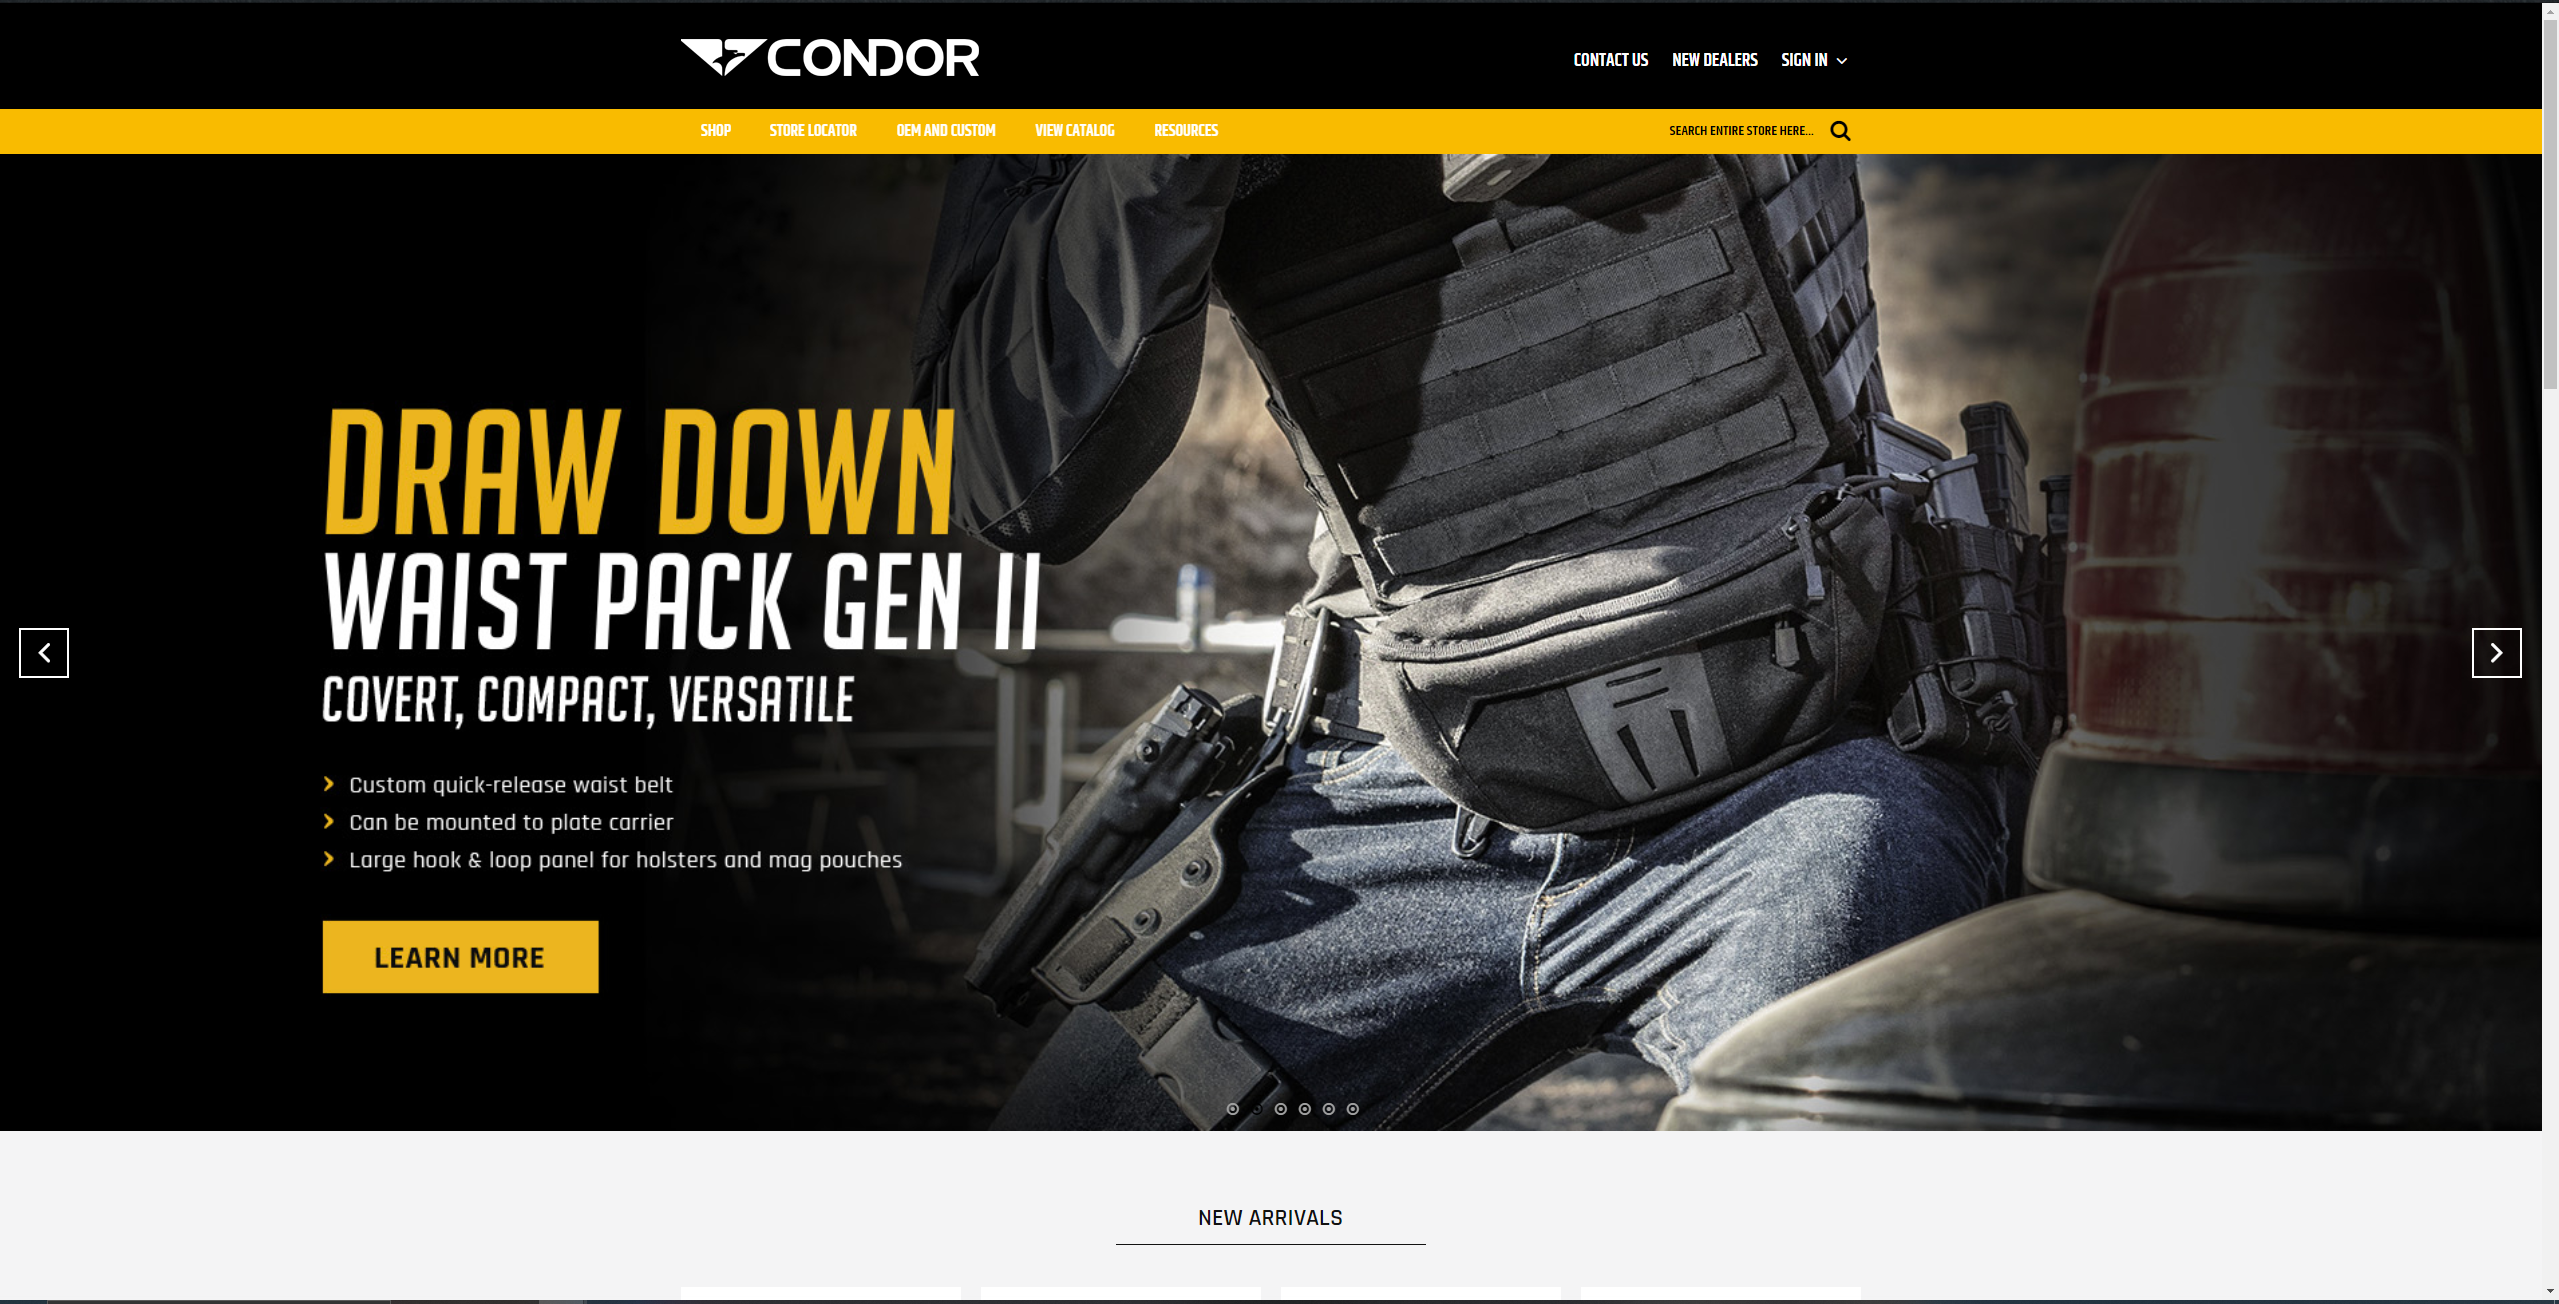 CONDOR
CONTACT US NEW DEALERS SIGN IN
SHOP STORE LOCATOR OEM AND CUSTOM VIEW CATALOG RESOURCES SEARCH ENTIRE STORE HERE...
DRAW DOWN
WAIST PACK GEN II
COVERT, COMPACT, VERSATILE
Custom quick-release waist belt
Can be mounted to plate carrier
Large hook & loop panel for holsters and mag pouches
LEARN MORE
NEW ARRIVALS